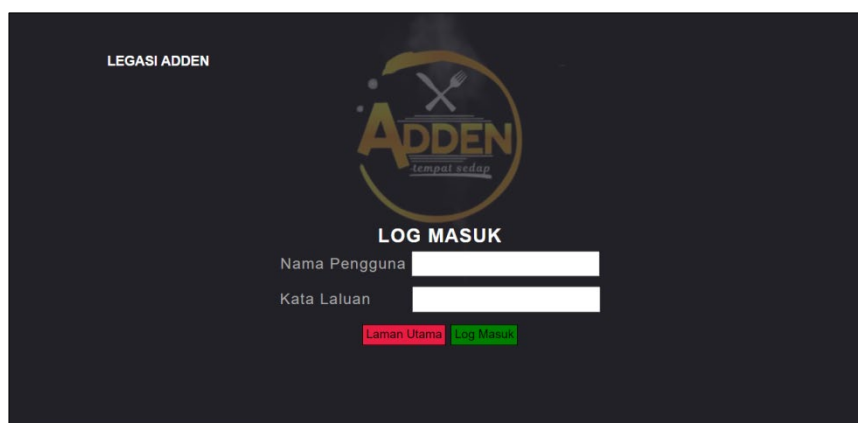 LEGASI ADDEN
ADDEN
tempat sedap
LOG MASUK
Nama Pengguna
Kata Laluan
Laman Utama Log Masuk